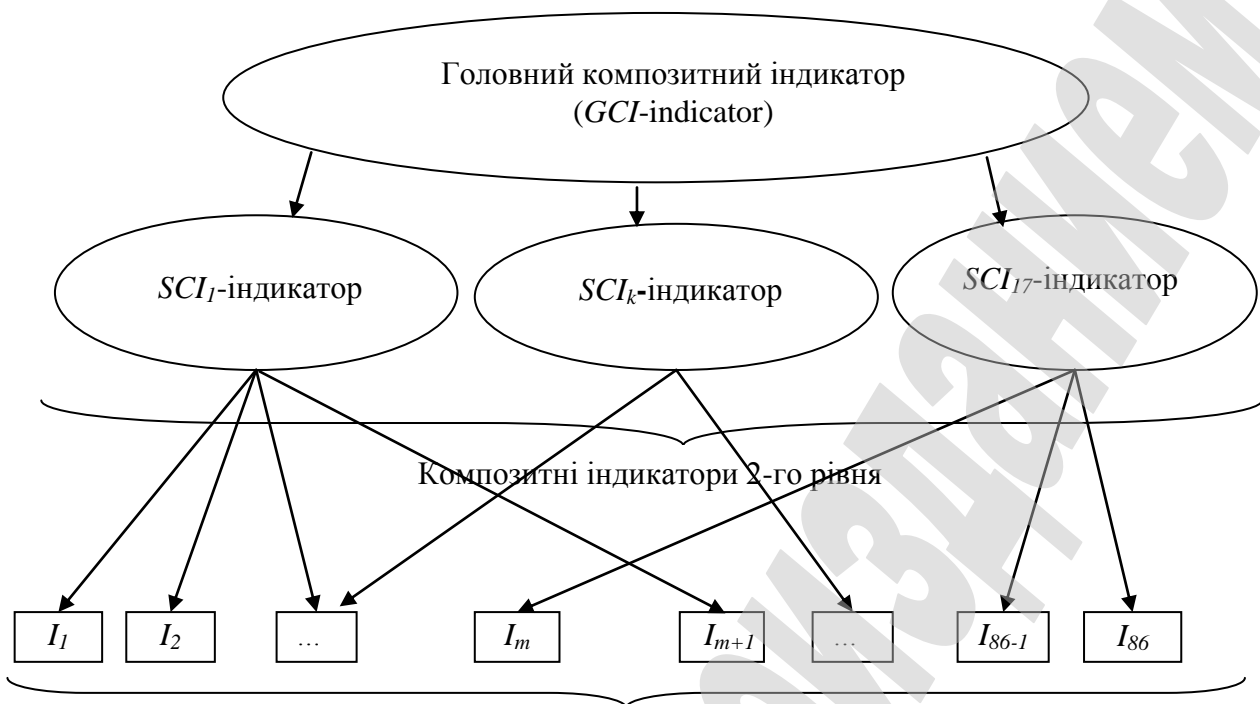 Головний композитний індикатор
(GCI-indicator)
SCI1-індикатор
SCIk-індикатор
SCI17-індикатор
Композитні індикатори 2-го рівня
I1 I2 ... Im Im+1 ... I86-1 I86